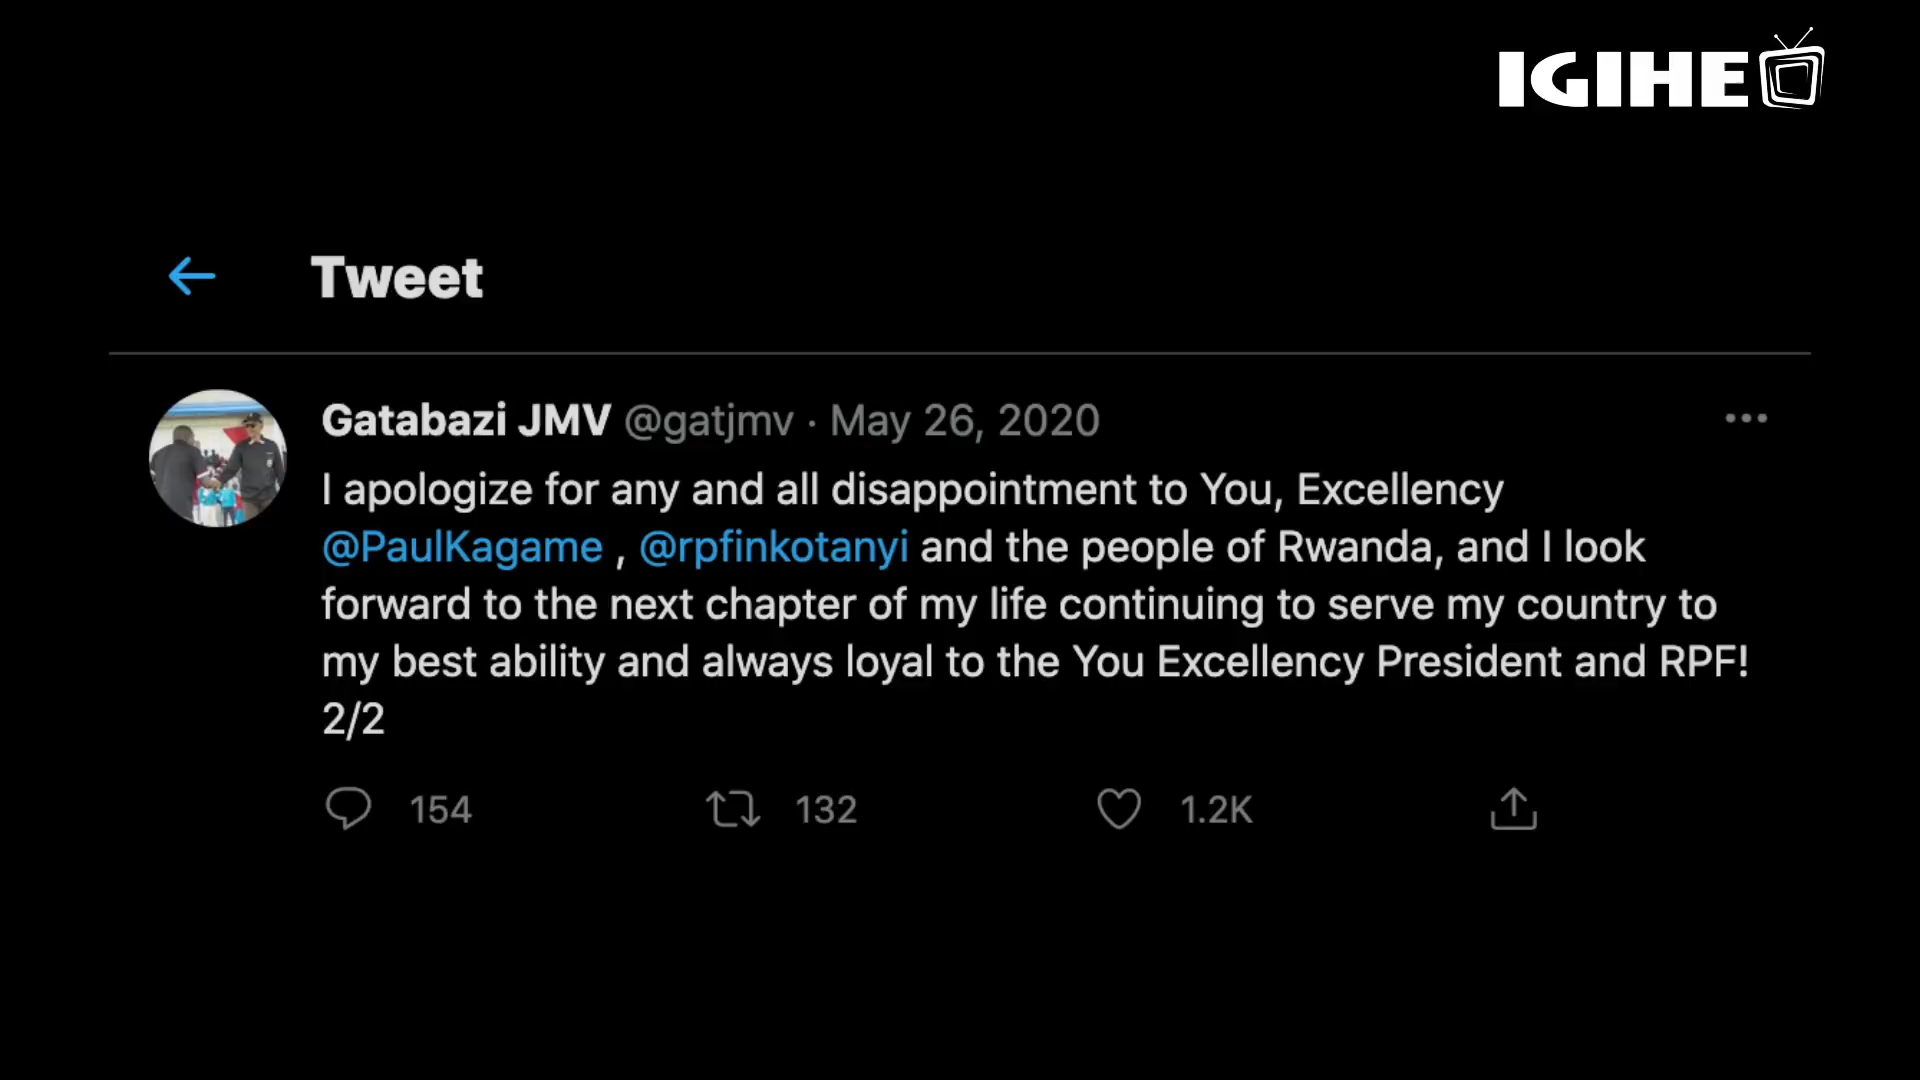 IGIHE
Tweet
Gatabazi JMV @gatjmv · May 26, 2020
I apologize for any and all disappointment to You, Excellency
@PaulKagame , @rpfinkotanyi and the people of Rwanda, and I look
forward to the next chapter of my life continuing to serve my country to
my best ability and always loyal to the You Excellency President and RPF!
2/2
154 132 1.2K